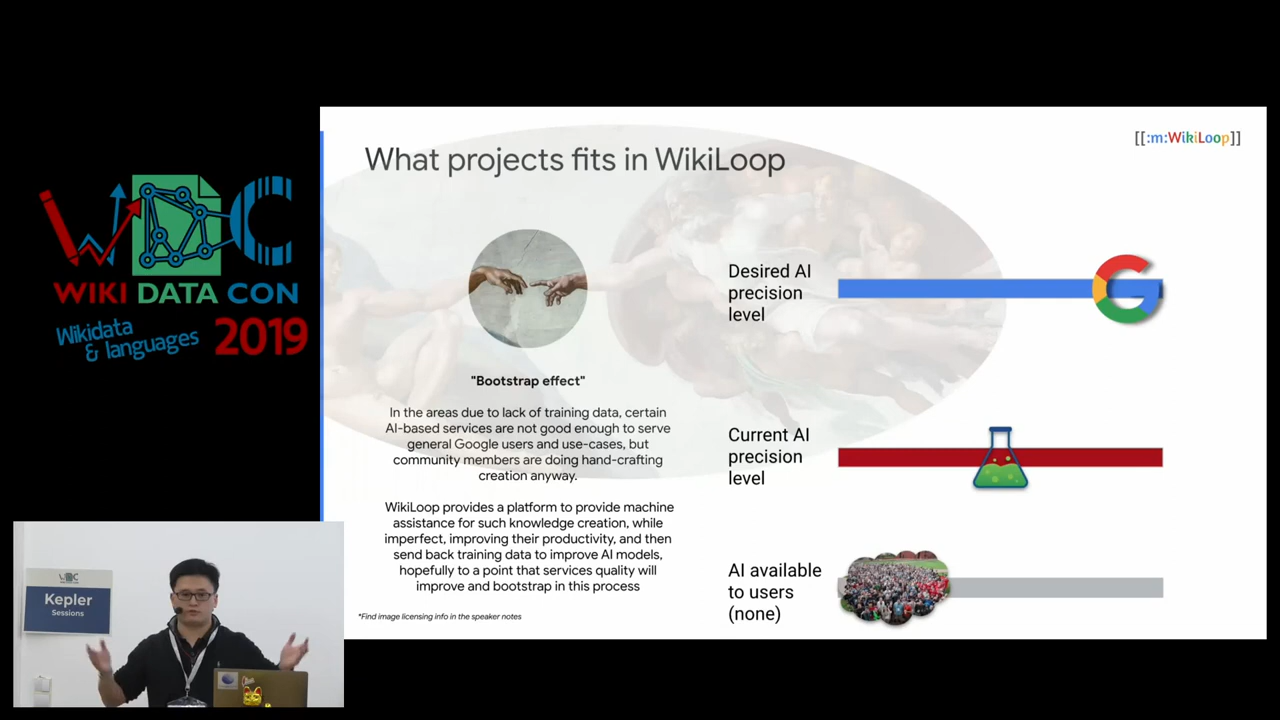 WIKI DATA CON
Wikidata
& languages 2019
What projects fits in WikiLoop
[[:m:WikiLoop]]
"Bootstrap effect"
In the areas due to lack of training data, certain
AI-based services are not good enough to serve
general Google users and use-cases, but
community members are doing hand-crafting
creation anyway.
WikiLoop provides a platform to provide machine
assistance for such knowledge creation, while
imperfect, improving their productivity, and then
send back training data to improve AI models,
hopefully to a point that services quality will
improve and bootstrap in this process
*Find image licensing info in the speaker notes
Desired AI
precision
level
Current AI
precision
level
AI available
to users
(none)
Kepler
Sessions